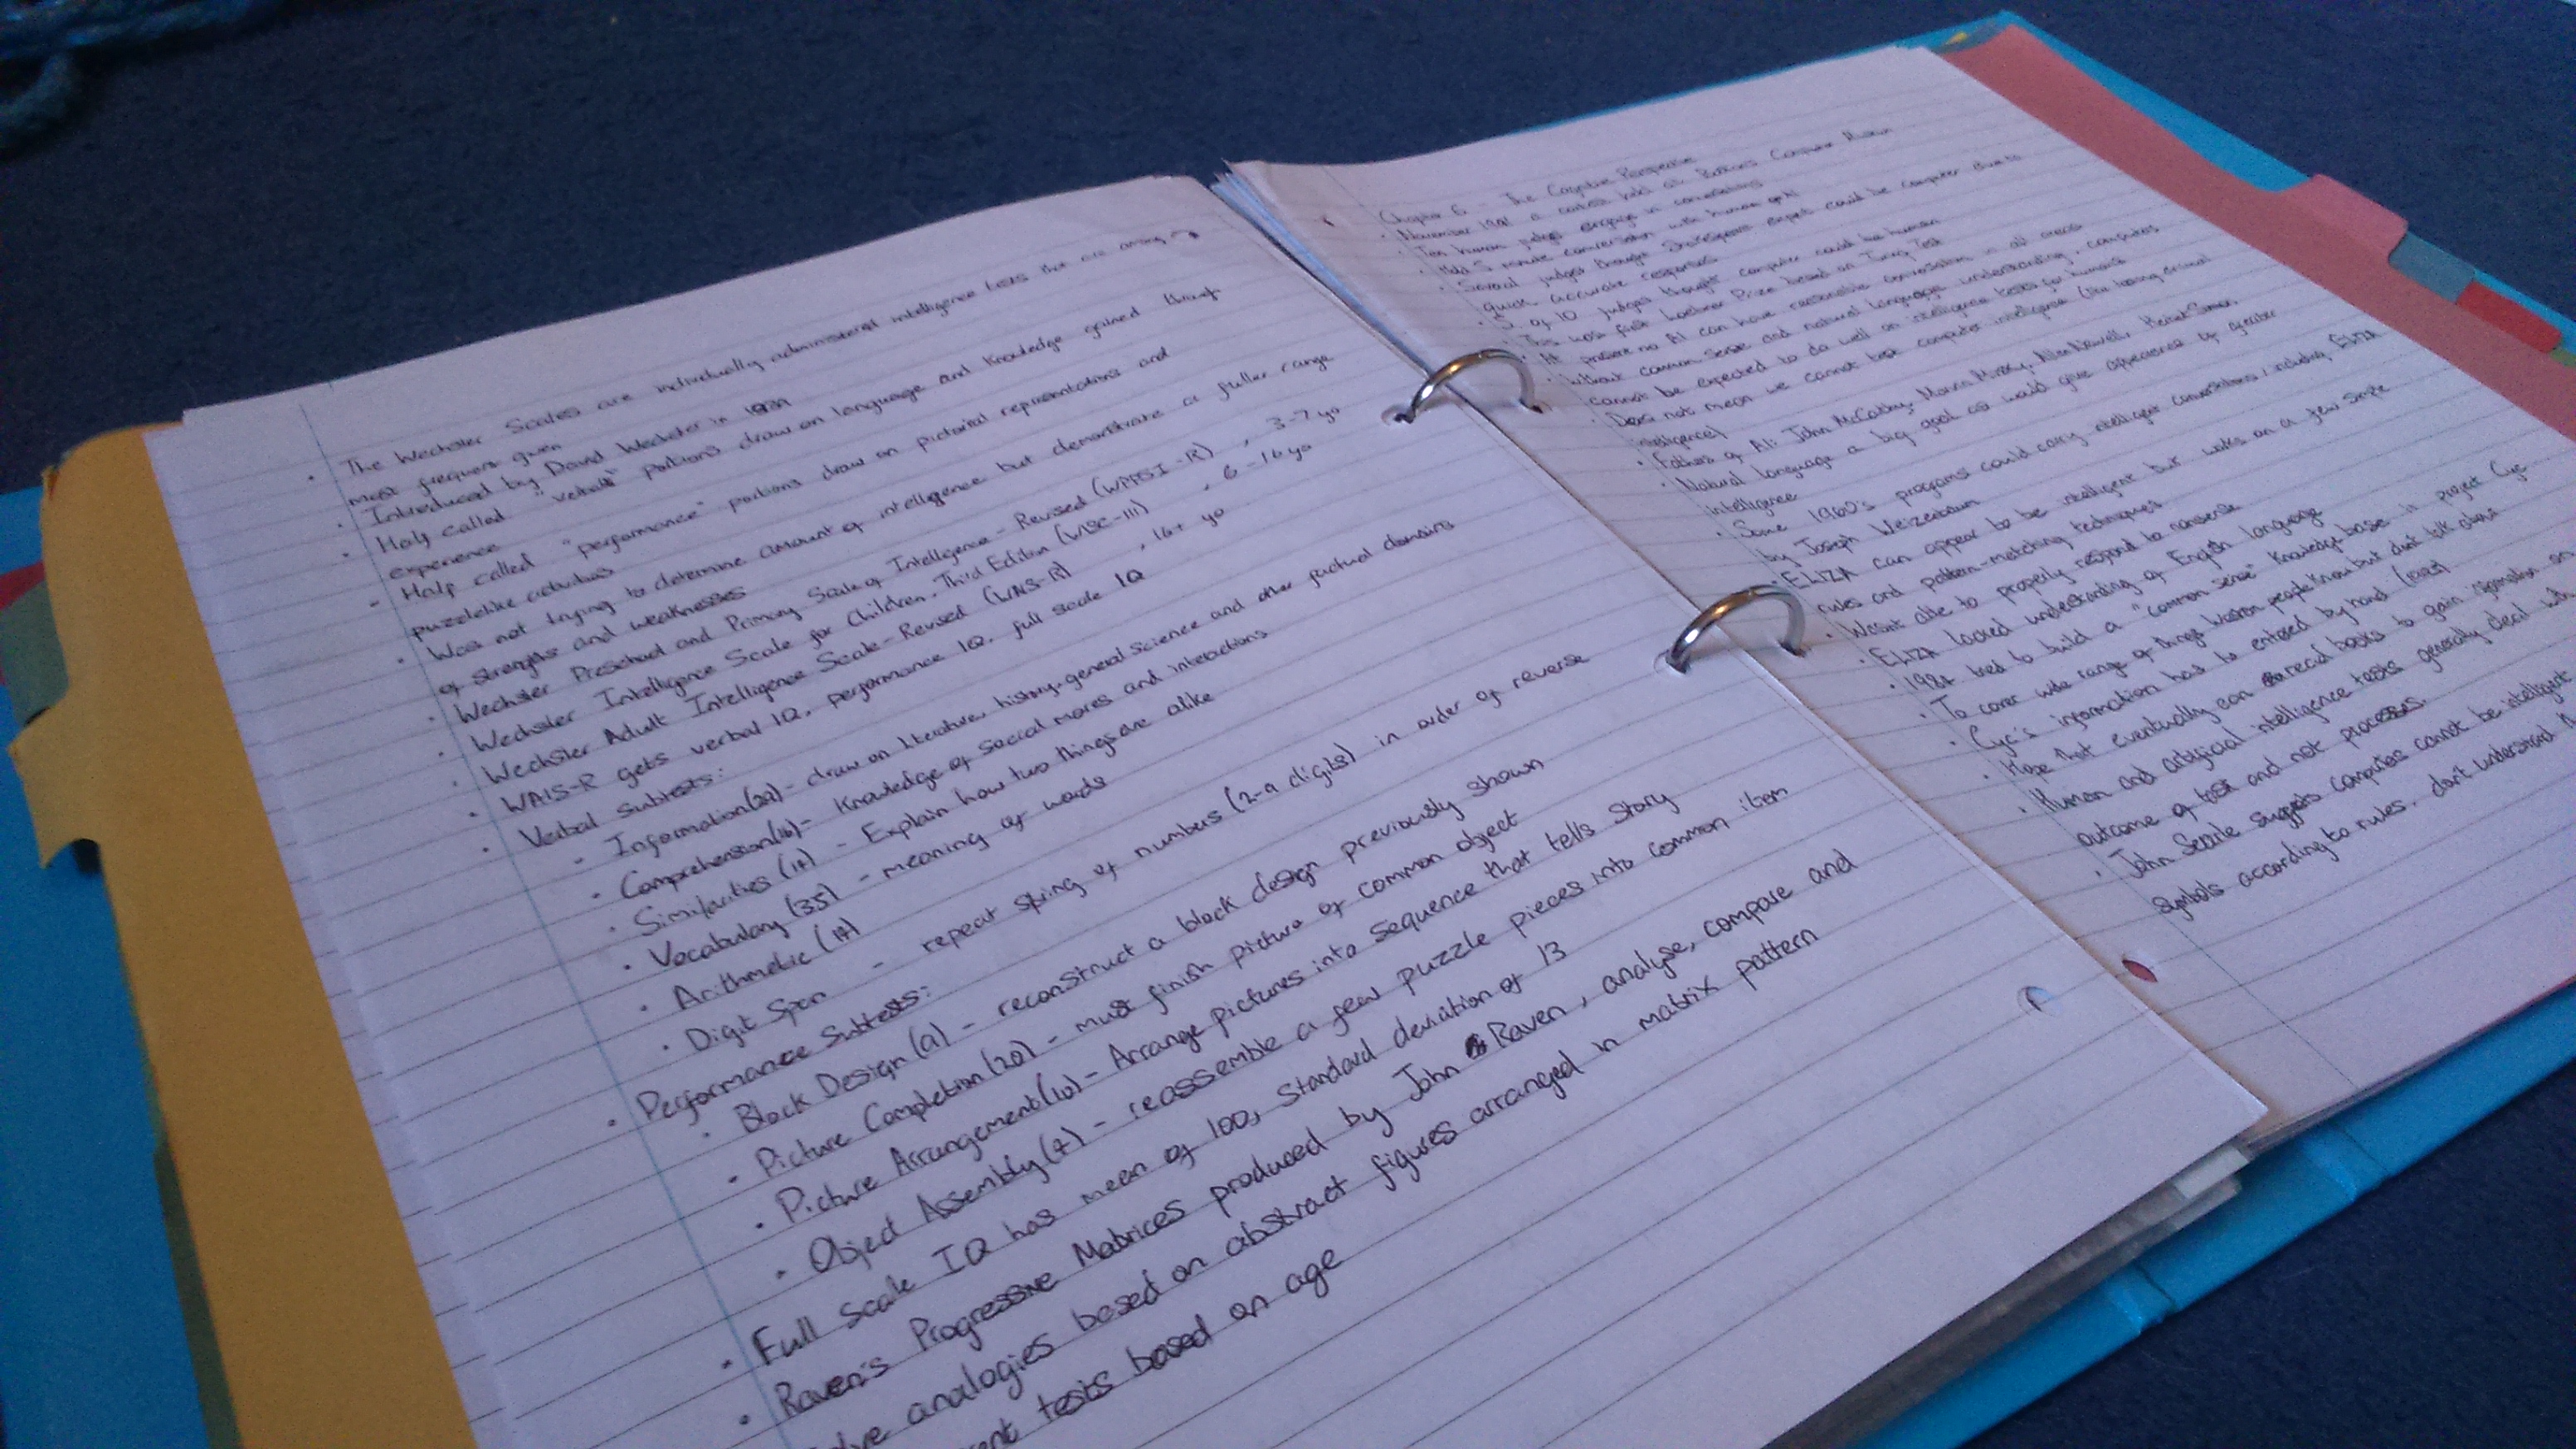 · The Wechsler Scales are individually administered intelligence tests that are among →
most frequent given
· Introduced by David Wechsler in 1939
· Half called "verbal" portions draw on language and knowledge gained through
experience
- Half called "performance" portions draw on pictorial representations and
puzzlelike activities
· Was not trying to determine amount of intelligence but demonstrate a fuller range
of strengths and weaknesses
· Wechsler Preschool and Primary Scale of Intelligence - Revised (WPPSI-R), 3-7 yo
· Wechsler Intelligence Scale for Children, Third Edition (WISC-III), 6-16 yo
· Wechsler Adult Intelligence Scale - Revised (WAIS-R), 16+ yo
· WAIS-R gets verbal IQ, performance IQ, full scale IQ
· Verbal Subtests:
- Information (29) - draw on literature, history, general science and other factual domains
· Comprehension (16) - Knowledge of social mores and interactions
· Similarities (14) - Explain how two things are alike
· Vocabulary (35) - meaning of words
· Arithmetic (14)
· Digit Span - repeat string of numbers (2-9 digits) in order of reverse
· Performance Subtests:
· Block Design (9) - reconstruct a block design previously shown
· Picture Completion (20) - must finish picture of common object
· Picture Arrangement (10) - Arrange pictures into sequence that tells story
· Object Assembly (4) - reassemble a few puzzle pieces into common item
· Full Scale IQ has mean of 100, standard deviation of 13
· Raven's Progressive Matrices produced by John Raven, analyse, compare and
analogies based on abstract figures arranged in matrix pattern
tests based on age
Chapter 6 - The Cognitive Perspective
· November 1991 a contest held at Boston's Computer Museum
· Ten human judges engage in conversations
· Held 5 minute conversation with human or AI
· Several judges thought Shakespeare expert could be computer due to
quick accurate responses
· 5 of 10 judges thought computer could be human
· This was first Loebner Prize based on Turing Test
· At present no AI can have reasonable conversation in all areas
· Without common sense and natural language understanding, computers
cannot be expected to do well on intelligence tests for humans
· Does not mean we cannot test computer intelligence (like testing animal
intelligence)
· Fathers of AI: John McCathy, Marvin Minsky, Allen Newell, Herbert Simon
· Natural language a big goal as would give appearance of greater
intelligence
· Some 1960's programs could carry intelligent conversations, including ELIZA
by Joseph Weizenbaum
· ELIZA can appear to be intelligent but works on a few simple
rules and pattern-matching techniques
· Wasn't able to properly respond to nonsense
· ELIZA lacked understanding of English language
· 1984 tried to build a "common sense" knowledge base in project Cyc
· To cover wide range of things western people know but don't talk about
· Cyc's information has to entered by hand
· Hope that eventually can read books to gain information on
· Human and artificial intelligence tests generally deal with
outcome of test and not processes.
· John Searle suggests computers cannot be intelligent
symbols according to rules, don't understand